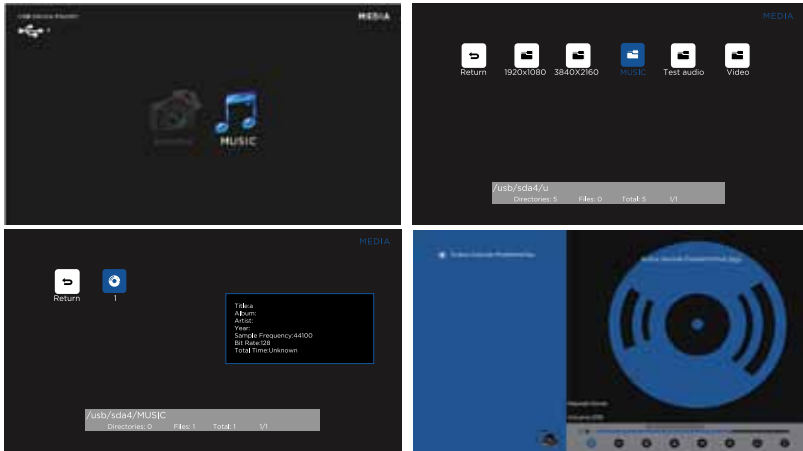 MEDIA
MUSIC
MEDIA
Return
1920x1080
3840X2160
MUSIC
Test audio
Video
/usb/sda4/u
Directories: 5 Files: 0 Total: 5 1/1
MEDIA
Return
1
Title:a
Album:
Artist:
Year:
Sample Frequency:44100
Bit Rate:128
Total Time:Unknown
/usb/sda4/MUSIC
Directories: 0 Files: 1 Total: 1 1/1